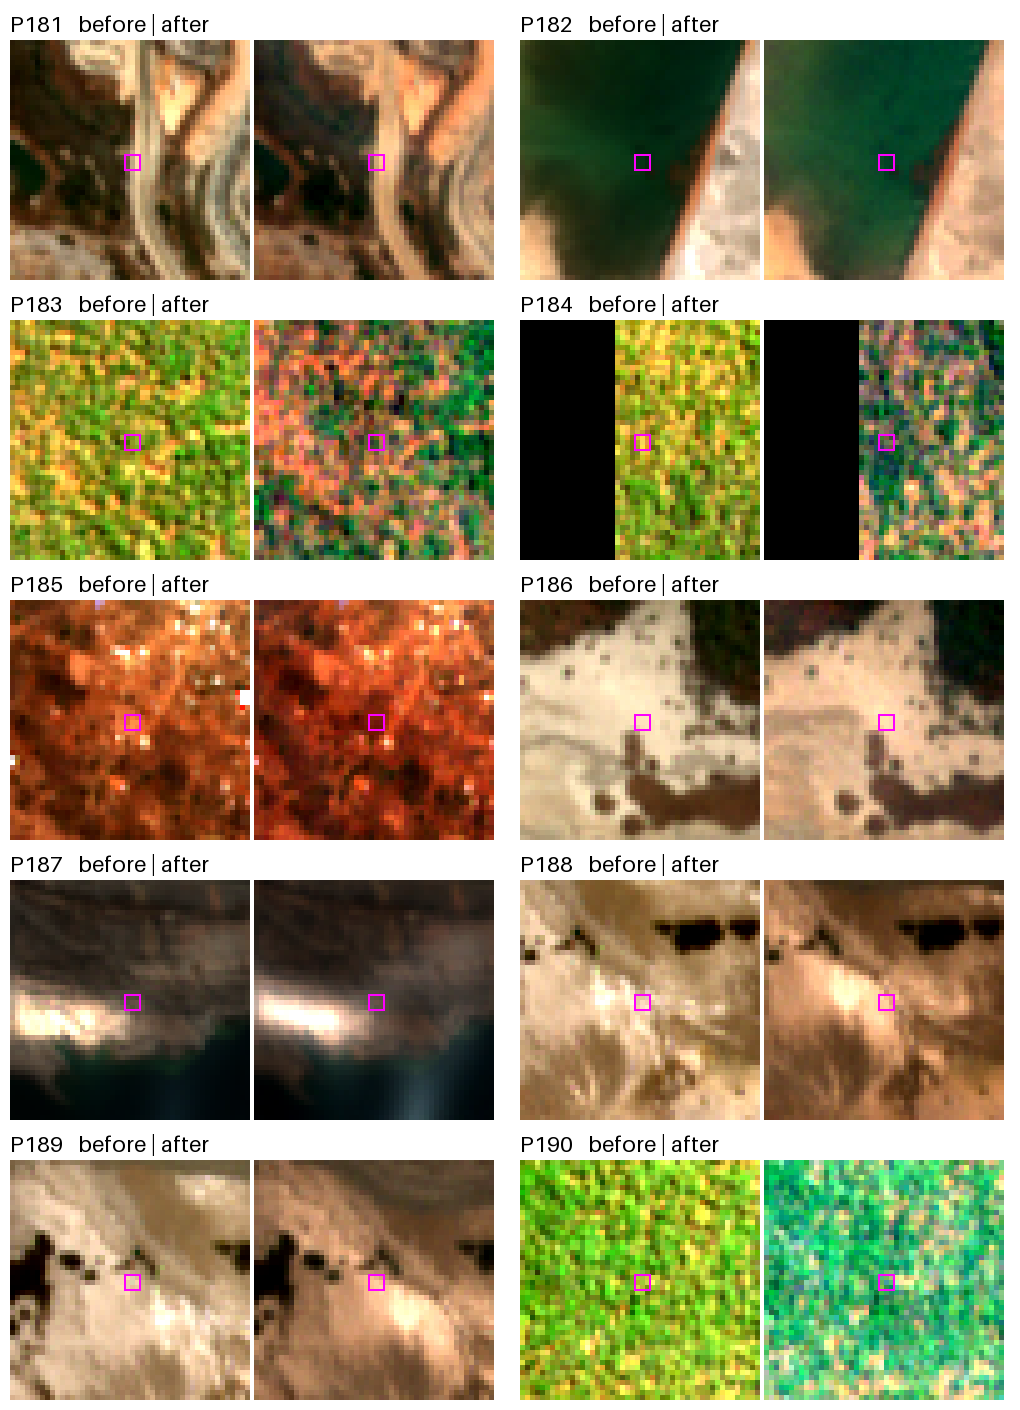 P181 before | after
P182 before | after
P183 before | after
P184 before | after
P185 before | after
P186 before | after
P187 before | after
P188 before | after
P189 before | after
P190 before | after